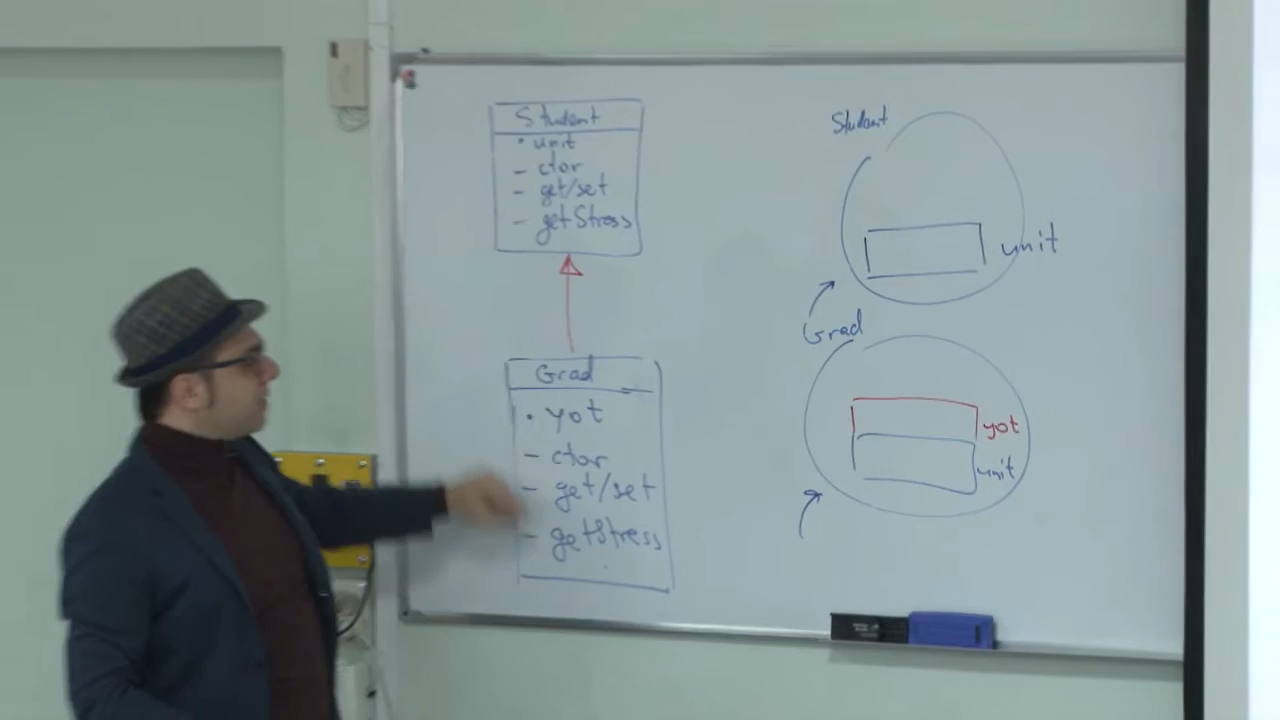 Student
• unit
- ctor
- get/set
- getStress
Grad
• yot
- ctor
- get/set
- getStress
Student
unit
Grad
yot
unit